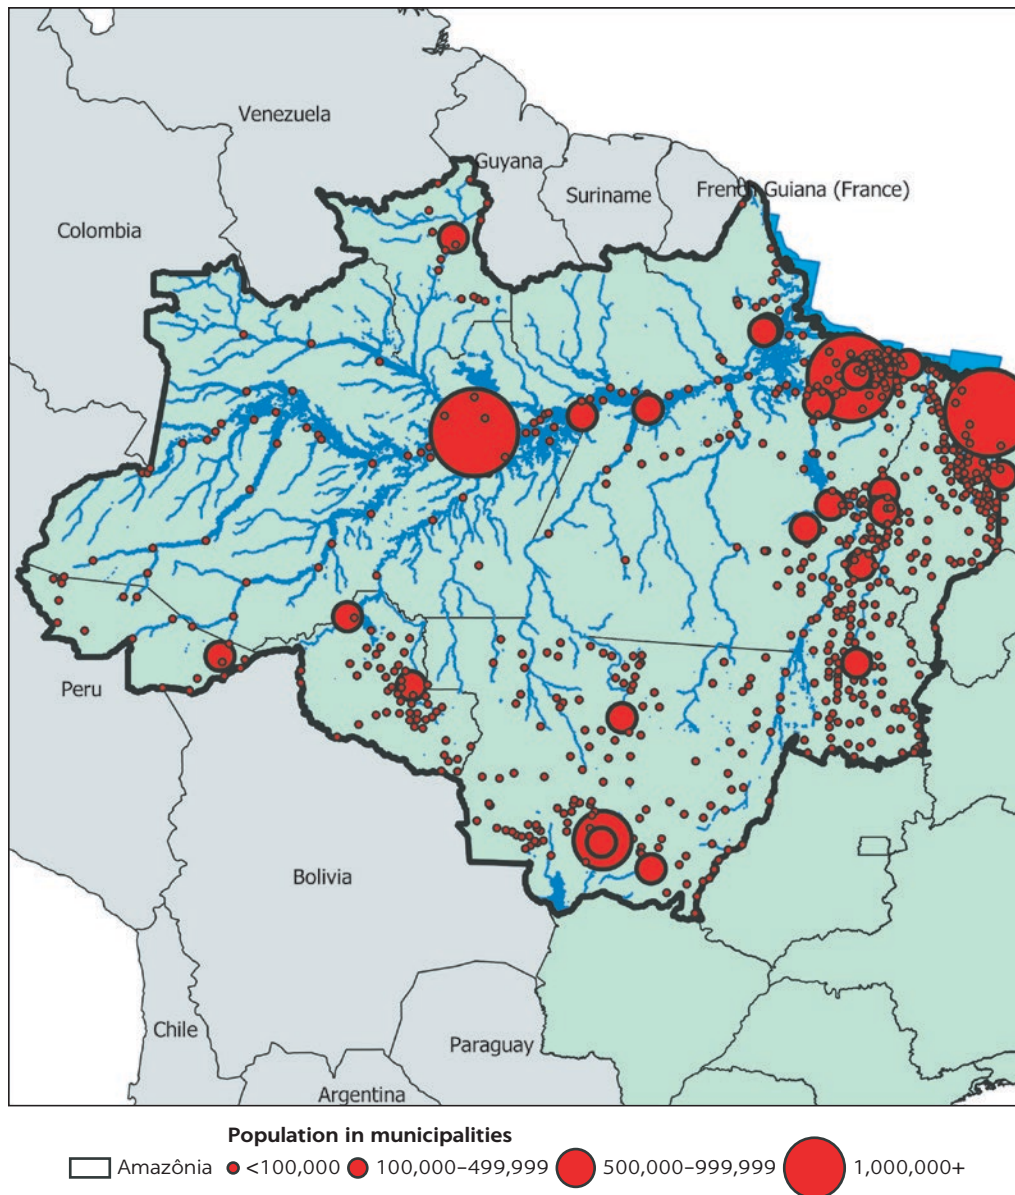 Venezuela
Guyana
Suriname
French Guiana (France)
Colombia
Peru
Bolivia
Chile
Paraguay
Argentina
Population in municipalities
Amazônia <100,000 100,000–499,999 500,000–999,999 1,000,000+